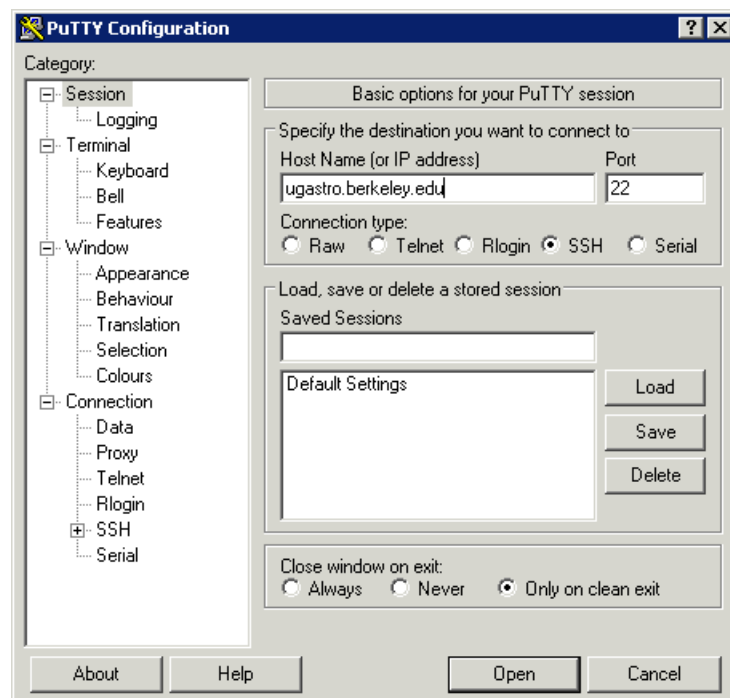 PuTTY Configuration
Category:
Session
Logging
Terminal
Keyboard
Bell
Features
Window
Appearance
Behaviour
Translation
Selection
Colours
Connection
Data
Proxy
Telnet
Rlogin
SSH
Serial
Basic options for your PuTTY session
Specify the destination you want to connect to
Host Name (or IP address) Port
ugastro.berkeley.edu 22
Connection type:
Raw Telnet Rlogin SSH Serial
Load, save or delete a stored session
Saved Sessions
Default Settings
Load
Save
Delete
Close window on exit:
Always Never Only on clean exit
About Help Open Cancel